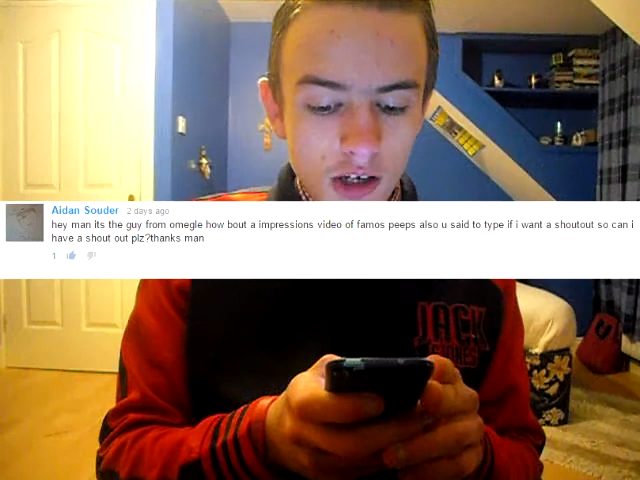 Aidan Souder 2 days ago
hey man its the guy from omegle how bout a impressions video of famos peeps also u said to type if i want a shoutout so can i
have a shout out plz?thanks man
1
JACK
JONES